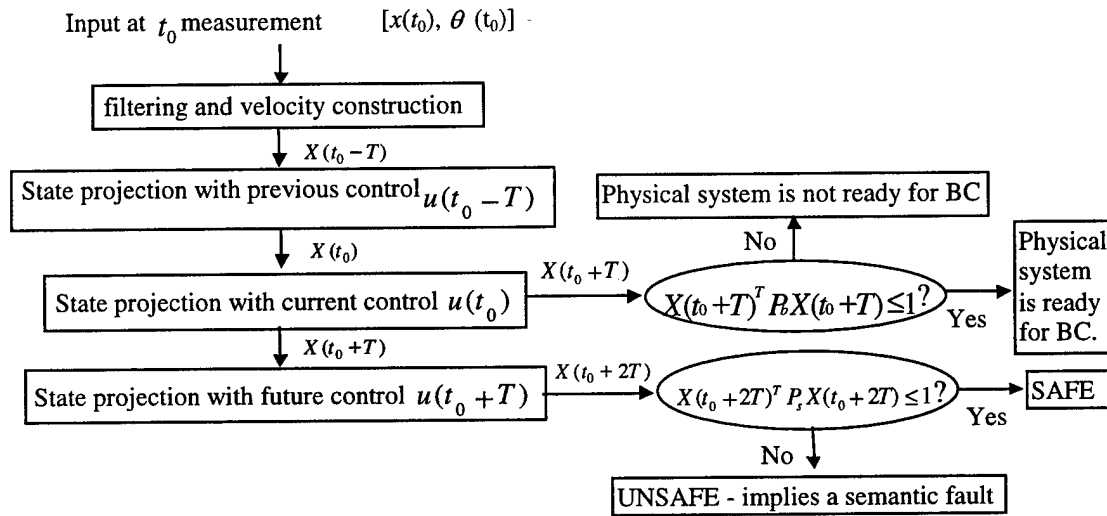 Input at t₀ measurement [x(t₀), θ (t₀)]
filtering and velocity construction
X(t₀ – T)
State projection with previous control u(t₀ – T)
Physical system is not ready for BC
No
X(t₀)
State projection with current control u(t₀)
X(t₀ + T)
X(t₀ + T)ᵀ Pₛ X(t₀ + T) ≤ 1?
Yes
Physical
system
is ready
for BC.
X(t₀ + T)
State projection with future control u(t₀ + T)
X(t₀ + 2T)
X(t₀ + 2T)ᵀ Pₛ X(t₀ + 2T) ≤ 1?
Yes
SAFE
No
UNSAFE - implies a semantic fault